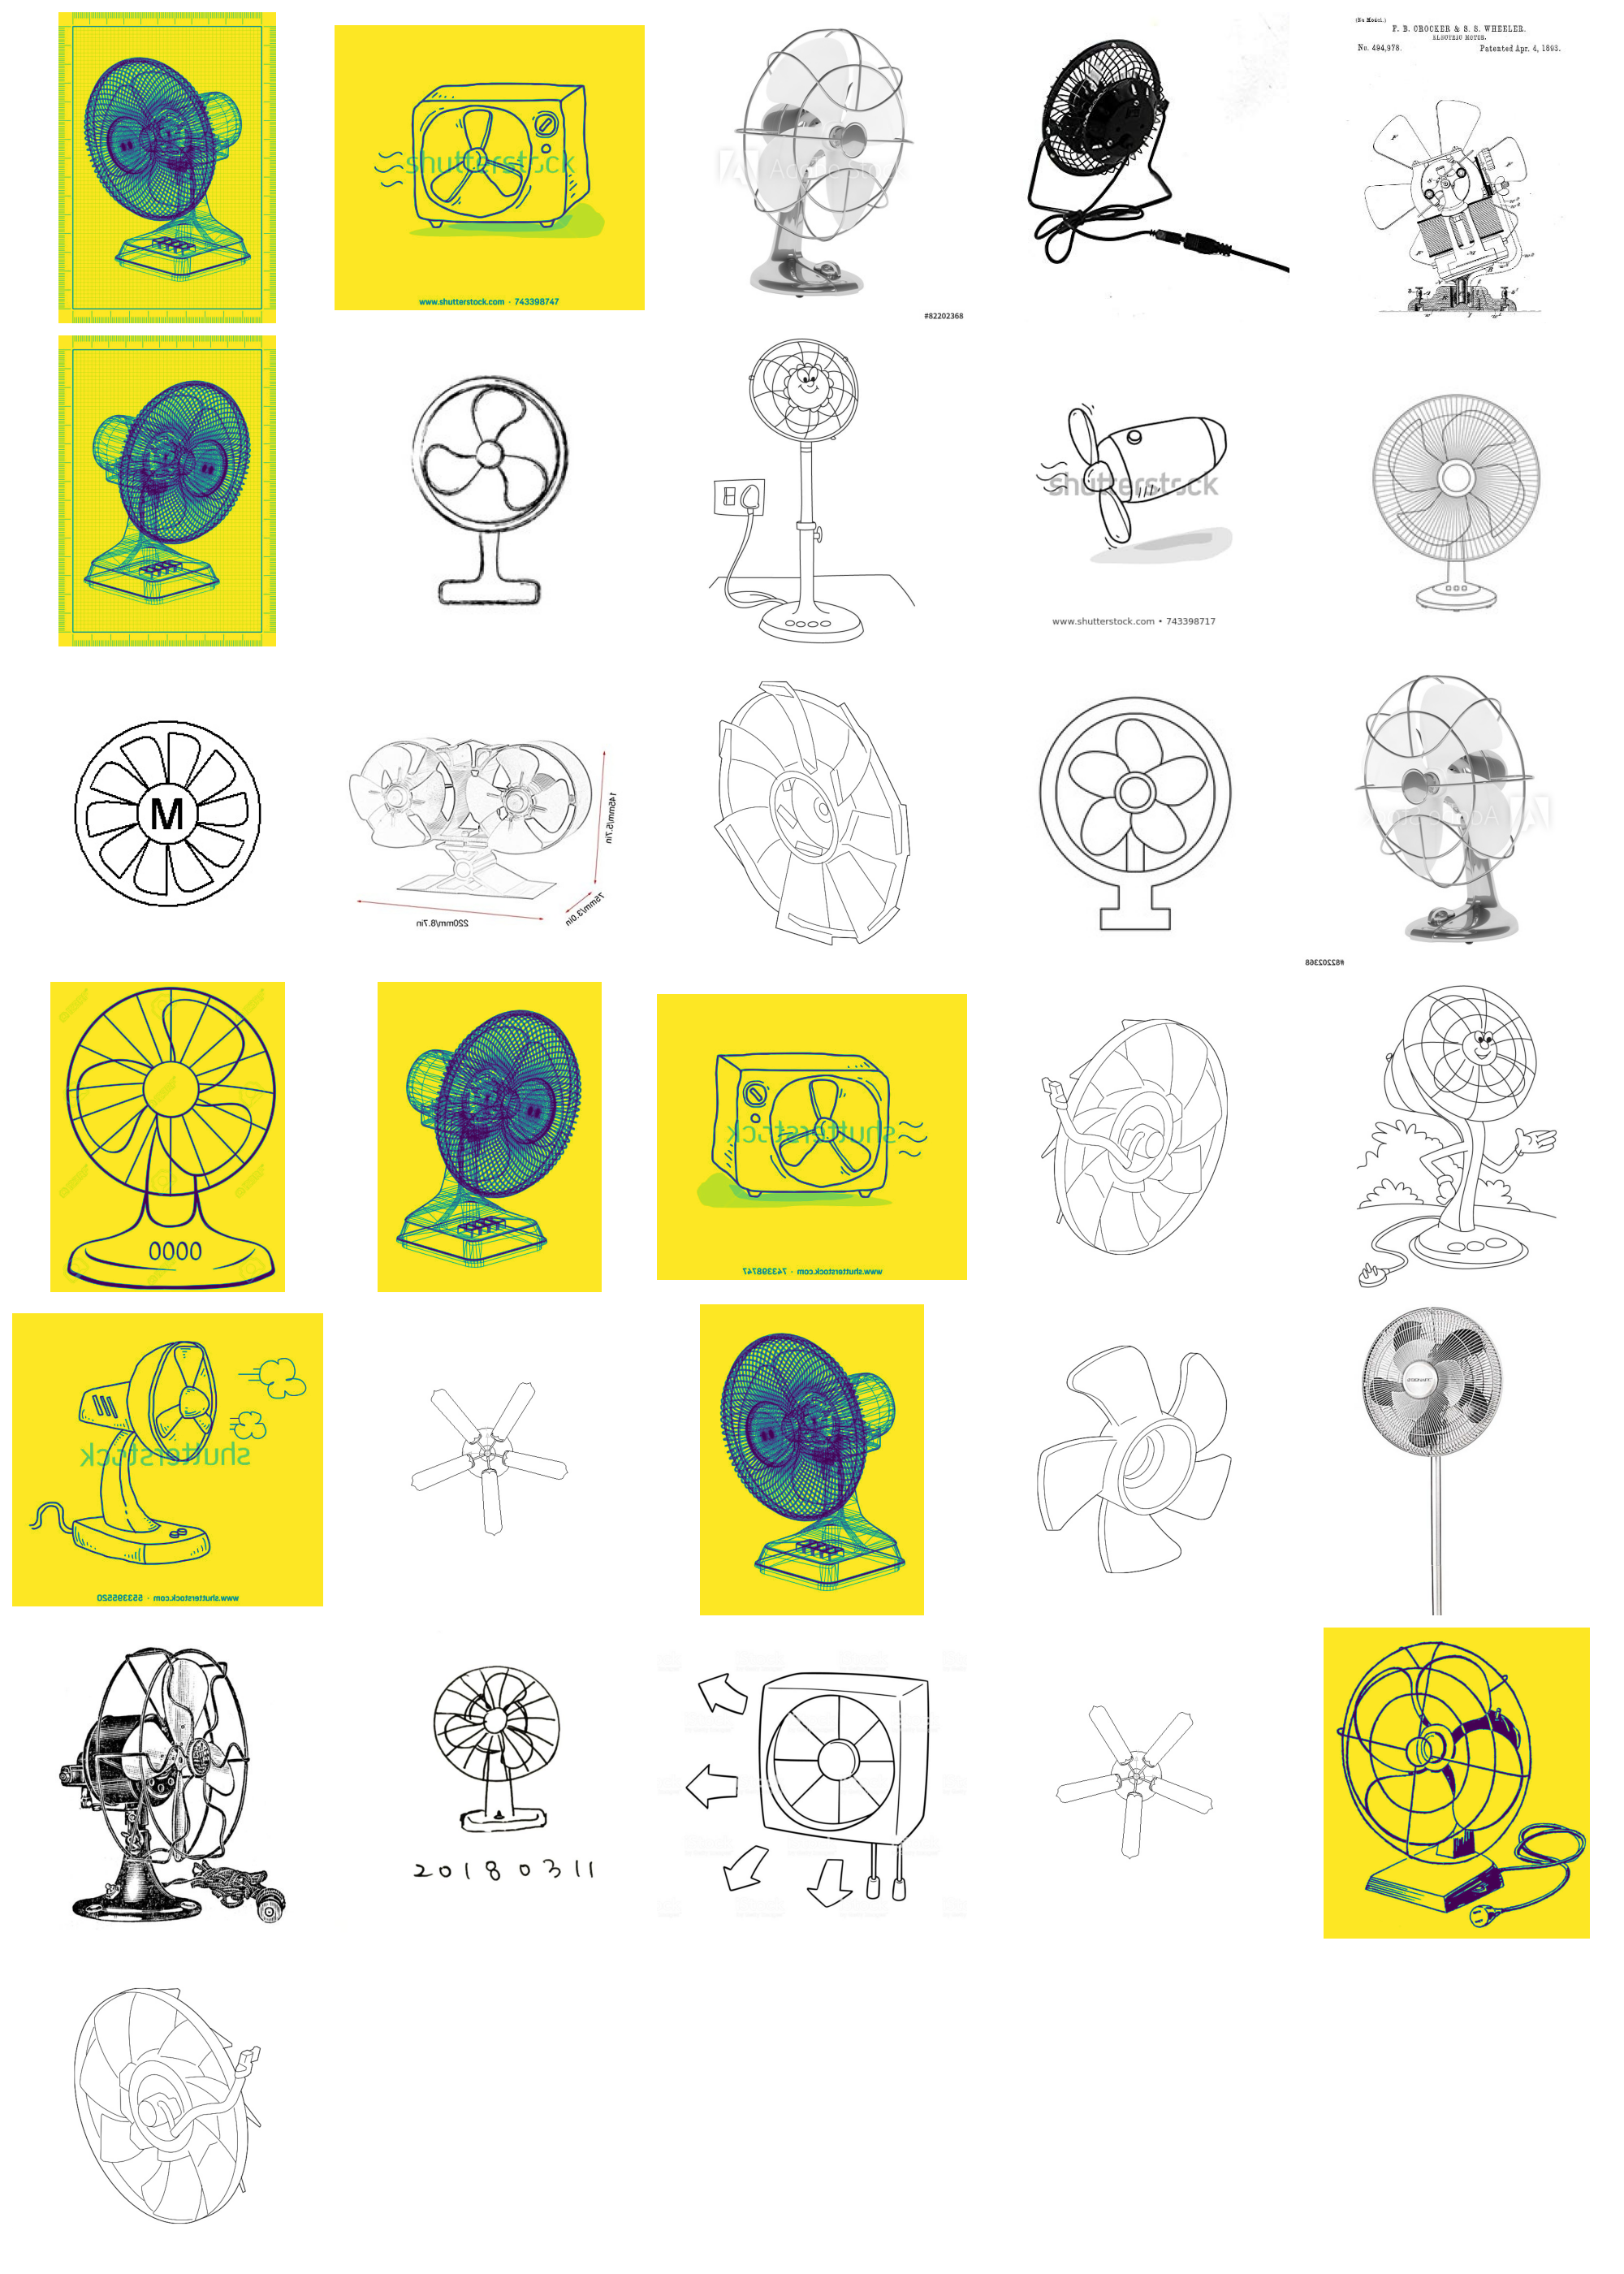 (No Model.)
F. B. CROCKER & S. S. WHEELER.
ELECTRIC MOTOR.
No. 494,978. Patented Apr. 4, 1893.
shutterstock
www.shutterstock.com · 743398747
#82202368
shutterstock
www.shutterstock.com • 743398717
M
145mm/5.7in
75mm/3.0in
220mm/8.7in
#82202368
shutterstock
www.shutterstock.com · 743398747
0000
shutterstock
www.shutterstock.com · 553395520
20180311